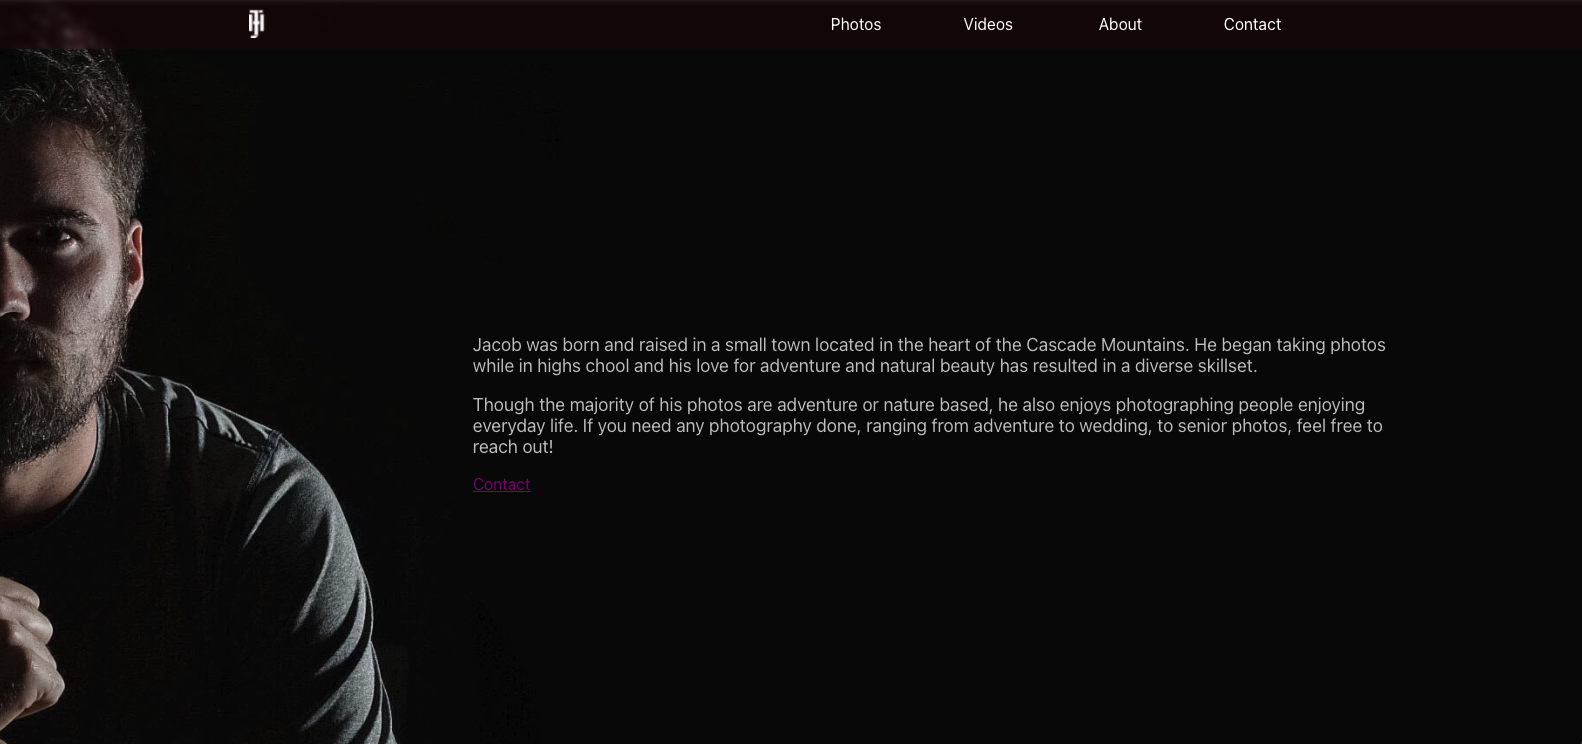 Photos Videos About Contact
Jacob was born and raised in a small town located in the heart of the Cascade Mountains. He began taking photos
while in highs chool and his love for adventure and natural beauty has resulted in a diverse skillset.
Though the majority of his photos are adventure or nature based, he also enjoys photographing people enjoying
everyday life. If you need any photography done, ranging from adventure to wedding, to senior photos, feel free to
reach out!
Contact